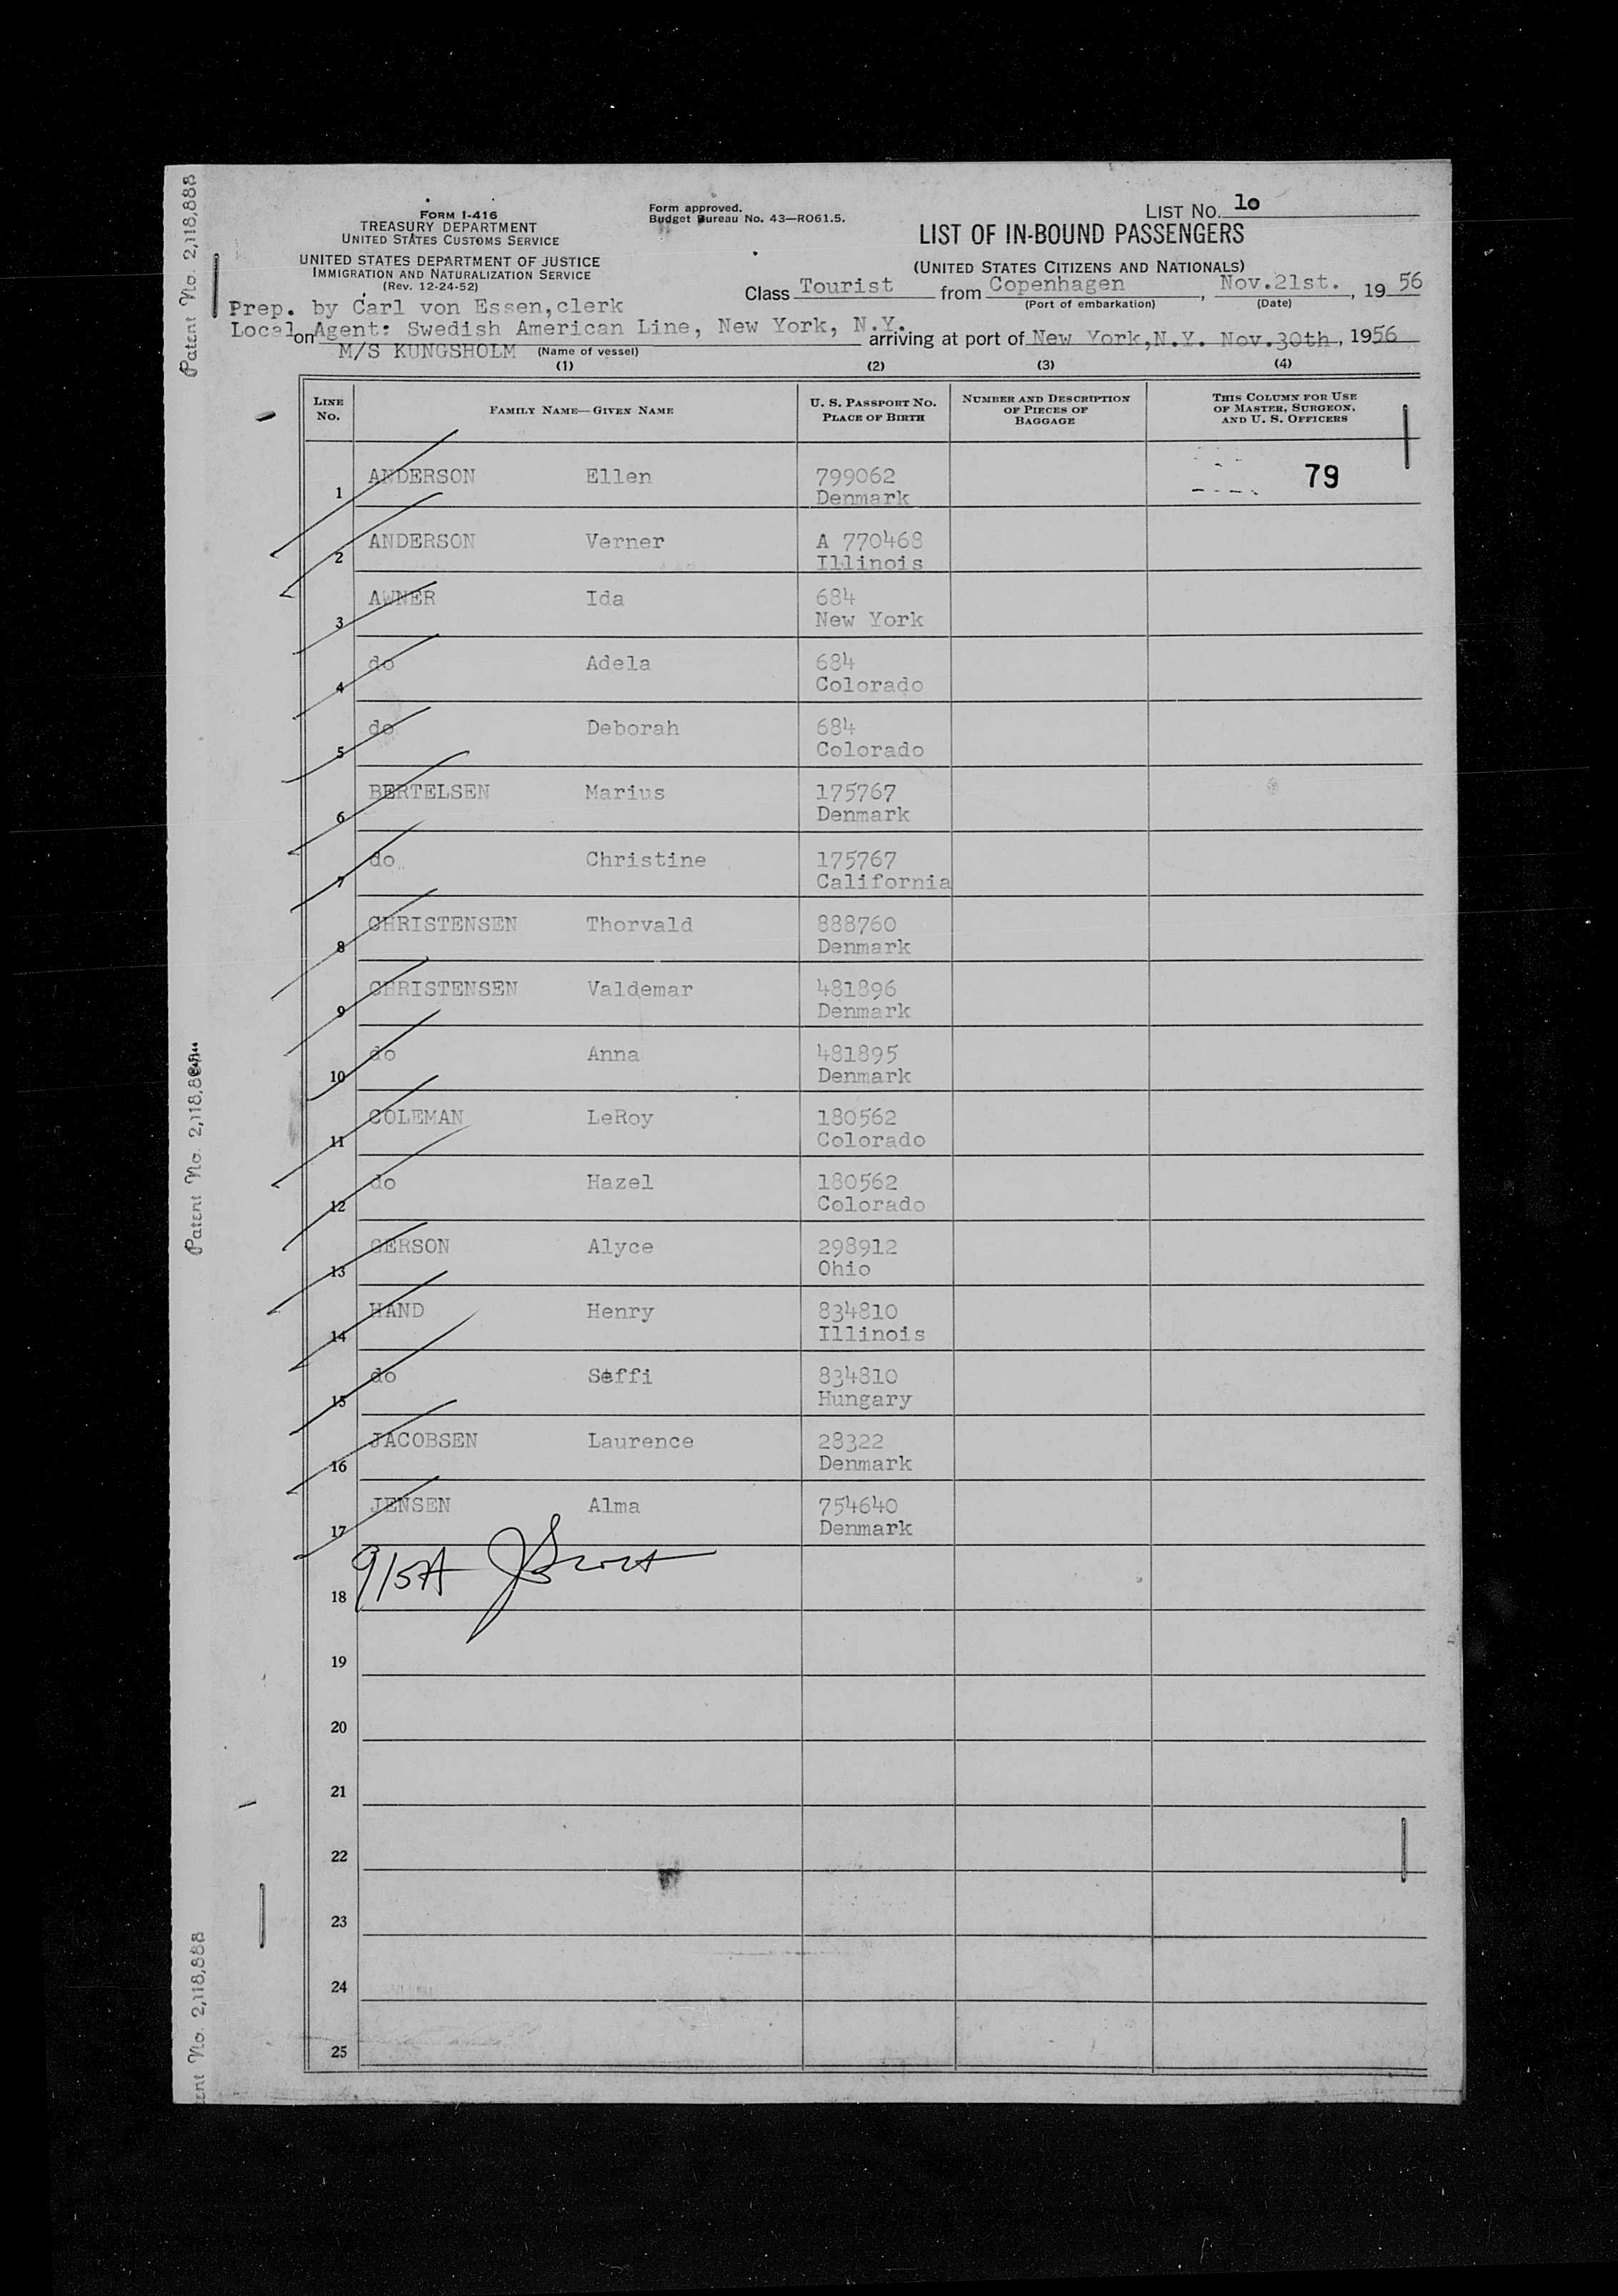 Patent No. 2,118,888
FORM I-416
TREASURY DEPARTMENT
UNITED STATES CUSTOMS SERVICE
UNITED STATES DEPARTMENT OF JUSTICE
IMMIGRATION AND NATURALIZATION SERVICE
(Rev. 12-24-52)
Form approved.
Budget Bureau No. 43—RO61.5.
LIST No. 10
LIST OF IN-BOUND PASSENGERS
(UNITED STATES CITIZENS AND NATIONALS)
Class Tourist from Copenhagen, Nov.21st., 1956
(Port of embarkation) (Date)
Prep. by Carl von Essen,clerk
Local Agent: Swedish American Line, New York, N.Y.
on M/S KUNGSHOLM (Name of vessel) arriving at port of New York,N.Y. Nov.30th, 1956
(1) (2) (3) (4)
LINE No. FAMILY NAME—GIVEN NAME U. S. PASSPORT NO. PLACE OF BIRTH NUMBER AND DESCRIPTION OF PIECES OF BAGGAGE THIS COLUMN FOR USE OF MASTER, SURGEON, AND U. S. OFFICERS
1 ANDERSON Ellen 799062 79
Denmark
2 ANDERSON Verner A 770468
Illinois
3 AWNER Ida 684
New York
4 do Adela 684
Colorado
5 do Deborah 684
Colorado
6 BERTELSEN Marius 175767
Denmark
7 do Christine 175767
California
8 CHRISTENSEN Thorvald 888760
Denmark
9 CHRISTENSEN Valdemar 481896
Denmark
10 do Anna 481895
Denmark
11 COLEMAN LeRoy 180562
Colorado
12 do Hazel 180562
Colorado
13 GERSON Alyce 298912
Ohio
14 HAND Henry 834810
Illinois
15 do Steffi 834810
Hungary
16 JACOBSEN Laurence 28322
Denmark
17 JENSEN Alma 754640
Denmark
18
19
20
21
22
23
24
25
Patent No. 2,118,888
No. 2,118,888